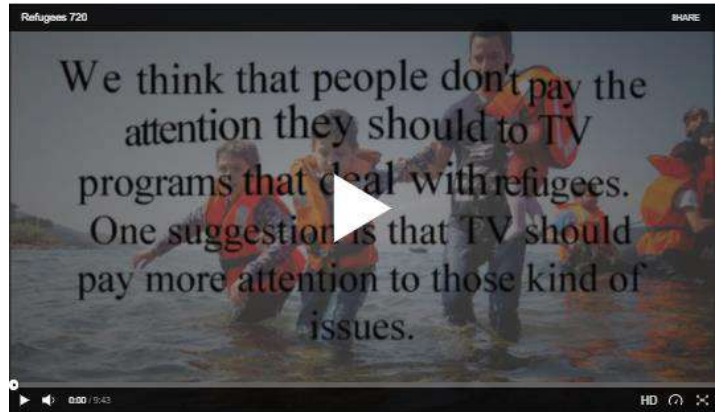 Refugees 720
SHARE
We think that people don't pay the
attention they should to TV
programs that deal with refugees.
One suggestion is that TV should
pay more attention to those kind of
issues.
0:00 / 9:43
HD